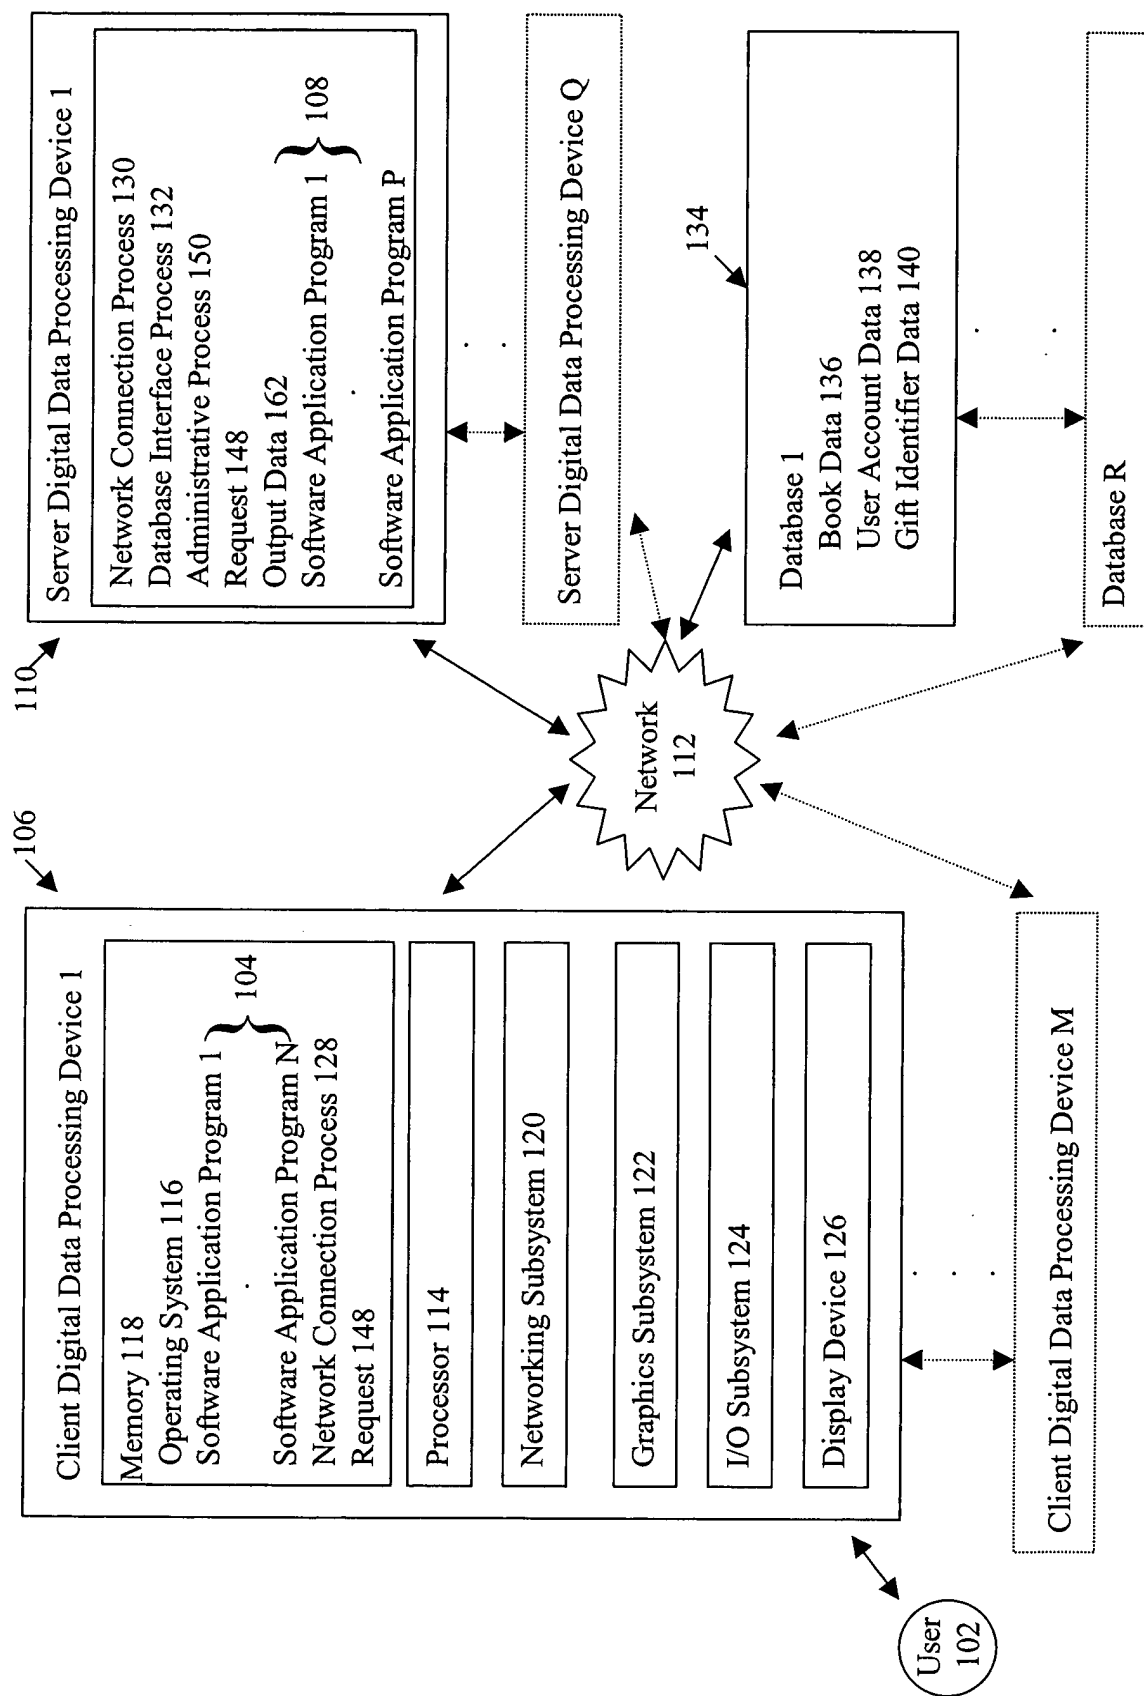 106
Client Digital Data Processing Device 1
Memory 118
Operating System 116
Software Application Program 1
.
104
Software Application Program N
Network Connection Process 128
Request 148
Processor 114
Networking Subsystem 120
Graphics Subsystem 122
I/O Subsystem 124
Display Device 126
. . .
Client Digital Data Processing Device M
User
102
Network
112
110
Server Digital Data Processing Device 1
Network Connection Process 130
Database Interface Process 132
Administrative Process 150
Request 148
Output Data 162
Software Application Program 1
.
108
Software Application Program P
. .
Server Digital Data Processing Device Q
134
Database 1
Book Data 136
User Account Data 138
Gift Identifier Data 140
. . .
Database R